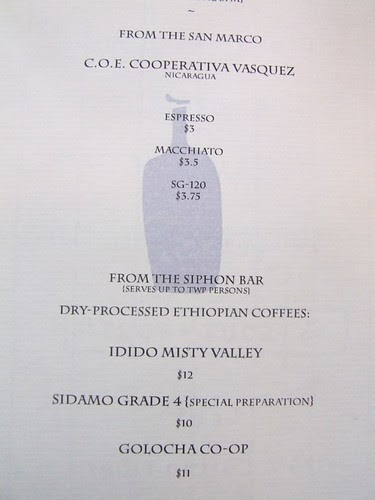 ~
FROM THE SAN MARCO
C.O.E. COOPERATIVA VASQUEZ
NICARAGUA
ESPRESSO
$3
MACCHIATO
$3.5
SG-120
$3.75
FROM THE SIPHON BAR
{SERVES UP TO TWP PERSONS}
DRY-PROCESSED ETHIOPIAN COFFEES:
IDIDO MISTY VALLEY
$12
SIDAMO GRADE 4 {SPECIAL PREPARATION}
$10
GOLOCHA CO-OP
$11